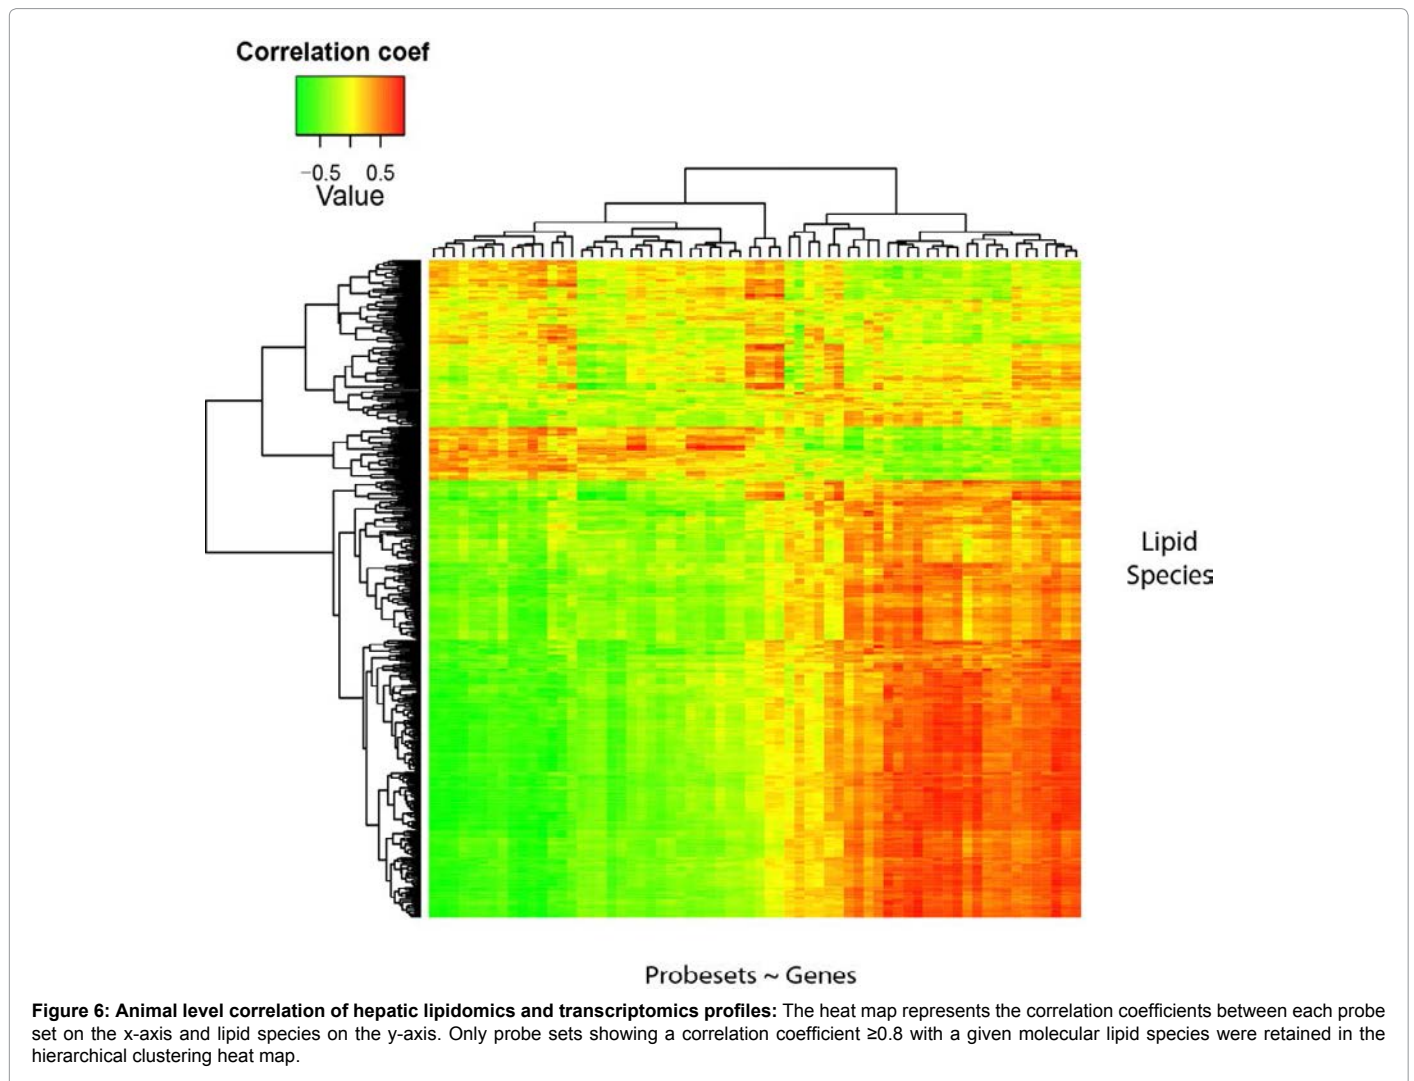 Correlation coef
−0.5 0.5
Value
Lipid
Species
Probesets ~ Genes
Figure 6: Animal level correlation of hepatic lipidomics and transcriptomics profiles: The heat map represents the correlation coefficients between each probe
set on the x-axis and lipid species on the y-axis. Only probe sets showing a correlation coefficient ≥0.8 with a given molecular lipid species were retained in the
hierarchical clustering heat map.